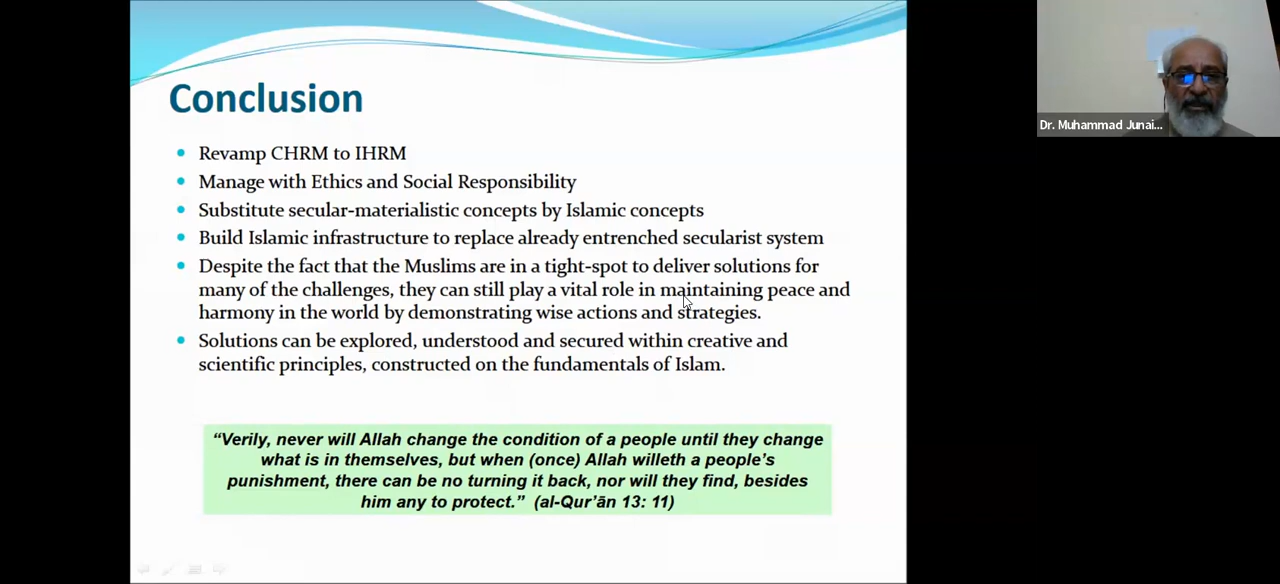 Conclusion
Revamp CHRM to IHRM
Manage with Ethics and Social Responsibility
Substitute secular-materialistic concepts by Islamic concepts
Build Islamic infrastructure to replace already entrenched secularist system
Despite the fact that the Muslims are in a tight-spot to deliver solutions for
many of the challenges, they can still play a vital role in maintaining peace and
harmony in the world by demonstrating wise actions and strategies.
Solutions can be explored, understood and secured within creative and
scientific principles, constructed on the fundamentals of Islam.
“Verily, never will Allah change the condition of a people until they change
what is in themselves, but when (once) Allah willeth a people’s
punishment, there can be no turning it back, nor will they find, besides
him any to protect.” (al-Qur’ān 13: 11)
Dr. Muhammad Junai...